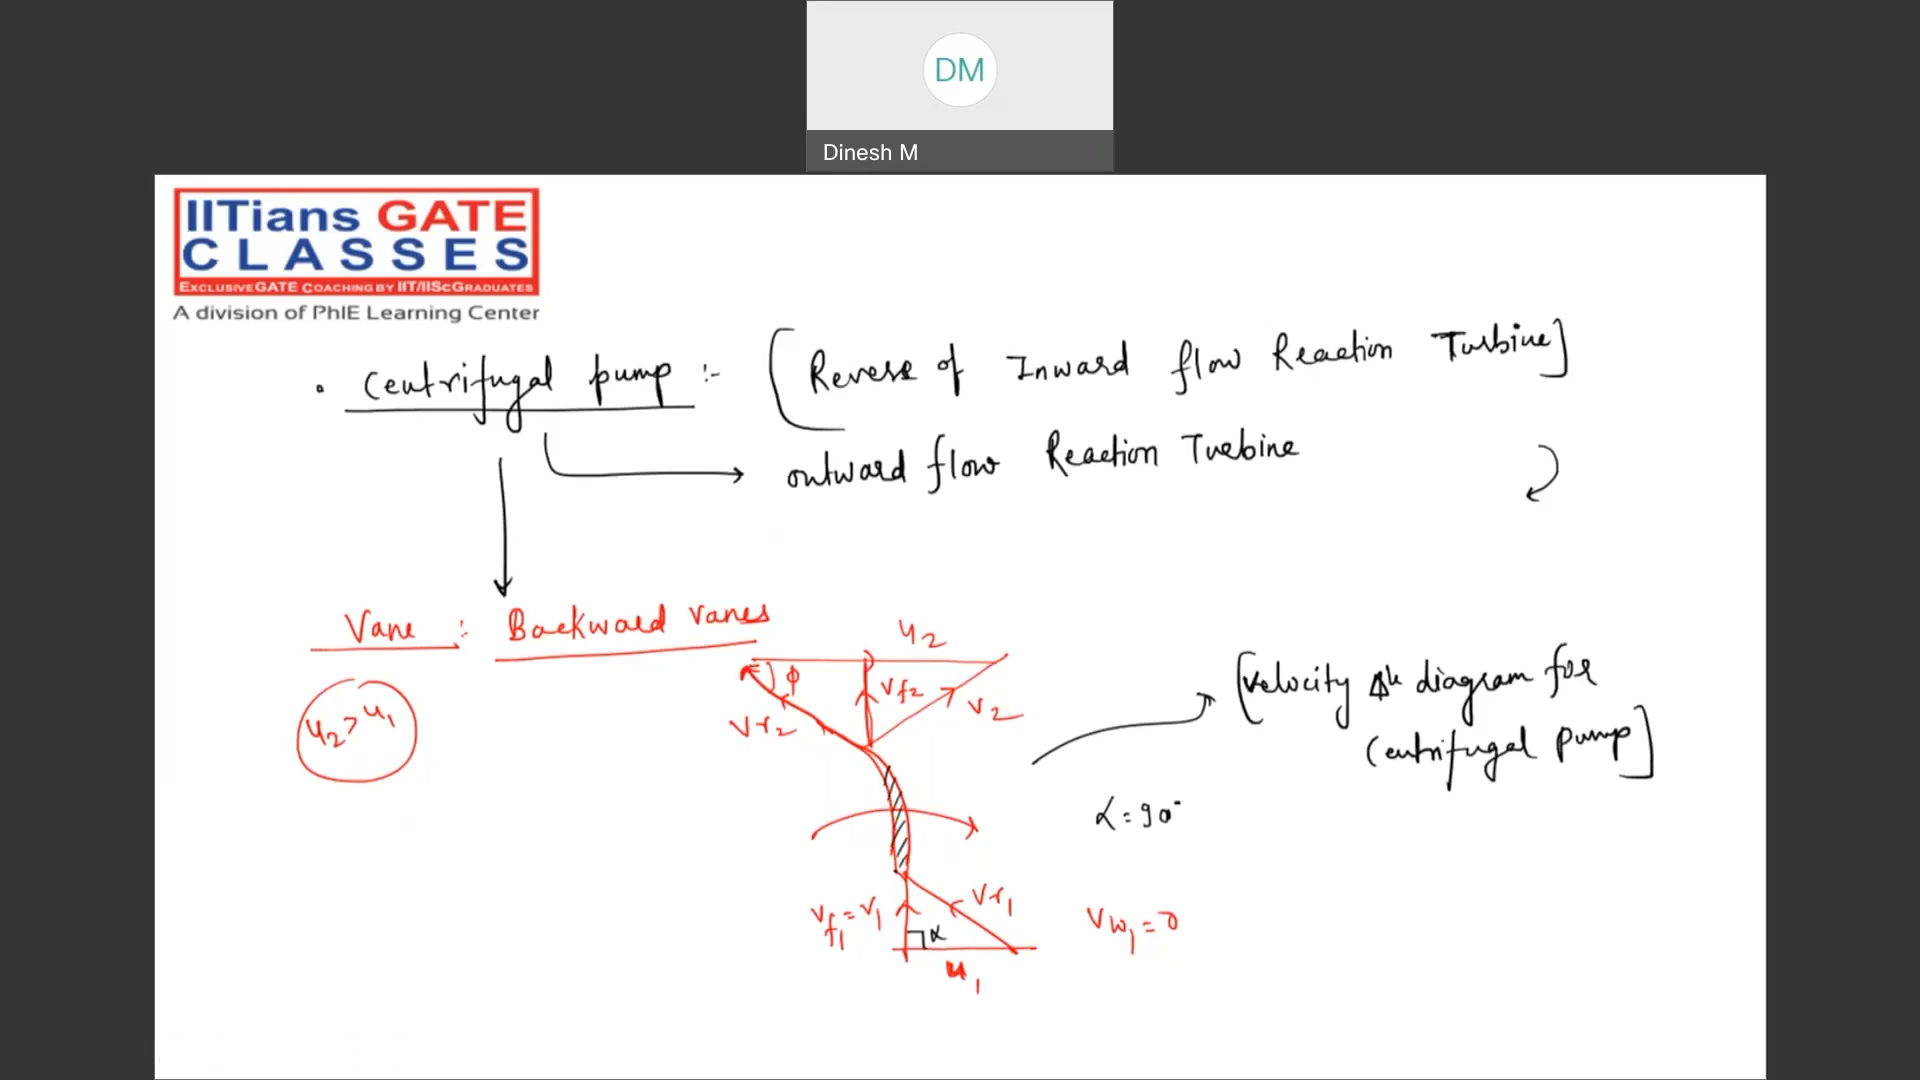 DM
Dinesh M
IITians GATE
CLASSES
EXCLUSIVE GATE COACHING BY IIT/IISc GRADUATES
A division of PhIE Learning Center
• Centrifugal pump :- [Reverse of Inward flow Reaction Turbine]
outward flow Reaction Turbine
Vane : Backward vanes
u2
u2 > u1
ϕ
Vf2
V2
Vr2
[velocity Δle diagram for
Centrifugal pump]
α = 90°
Vr1
Vf1 = V1
α
Vw1 = 0
u1